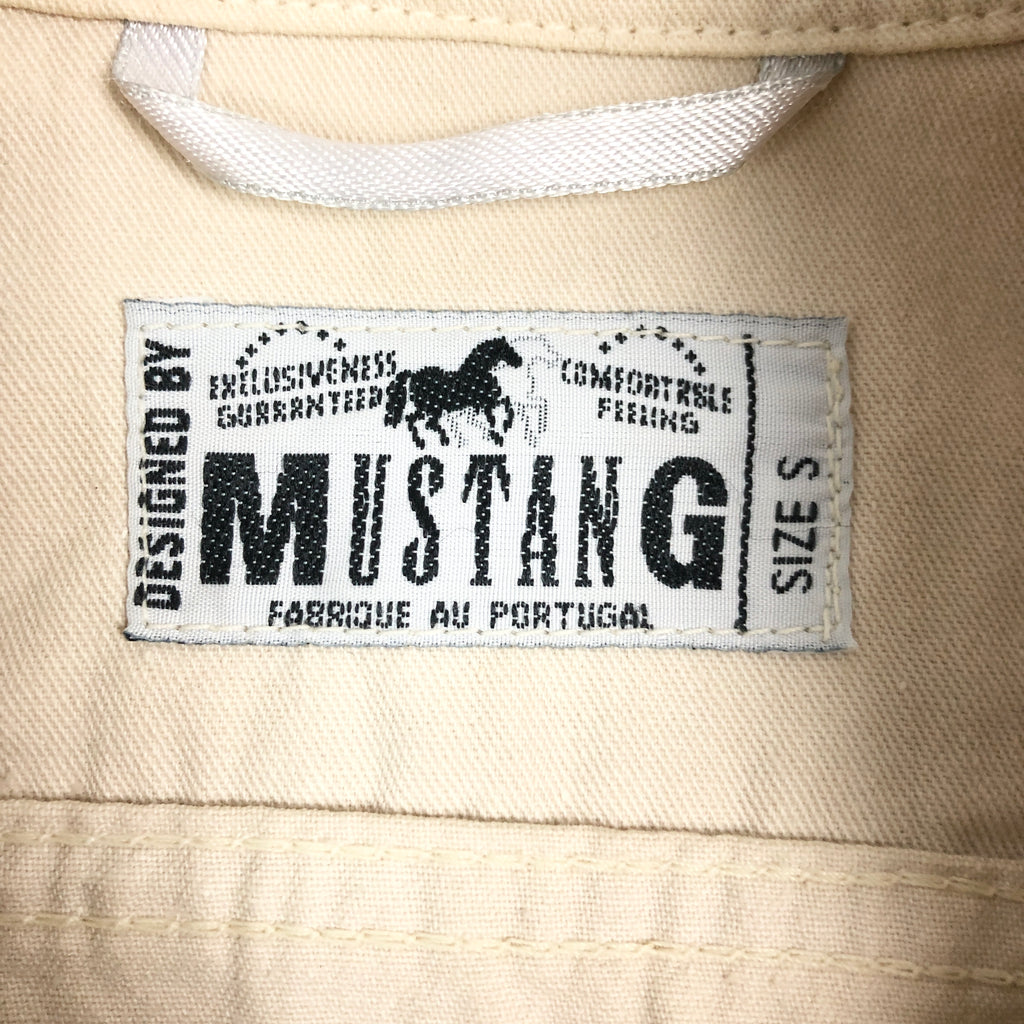 DESIGNED BY
EXCLUSIVENESS
GUARANTEED
COMFORTABLE
FEELING
MUSTANG
FABRIQUE AU PORTUGAL
SIZE S